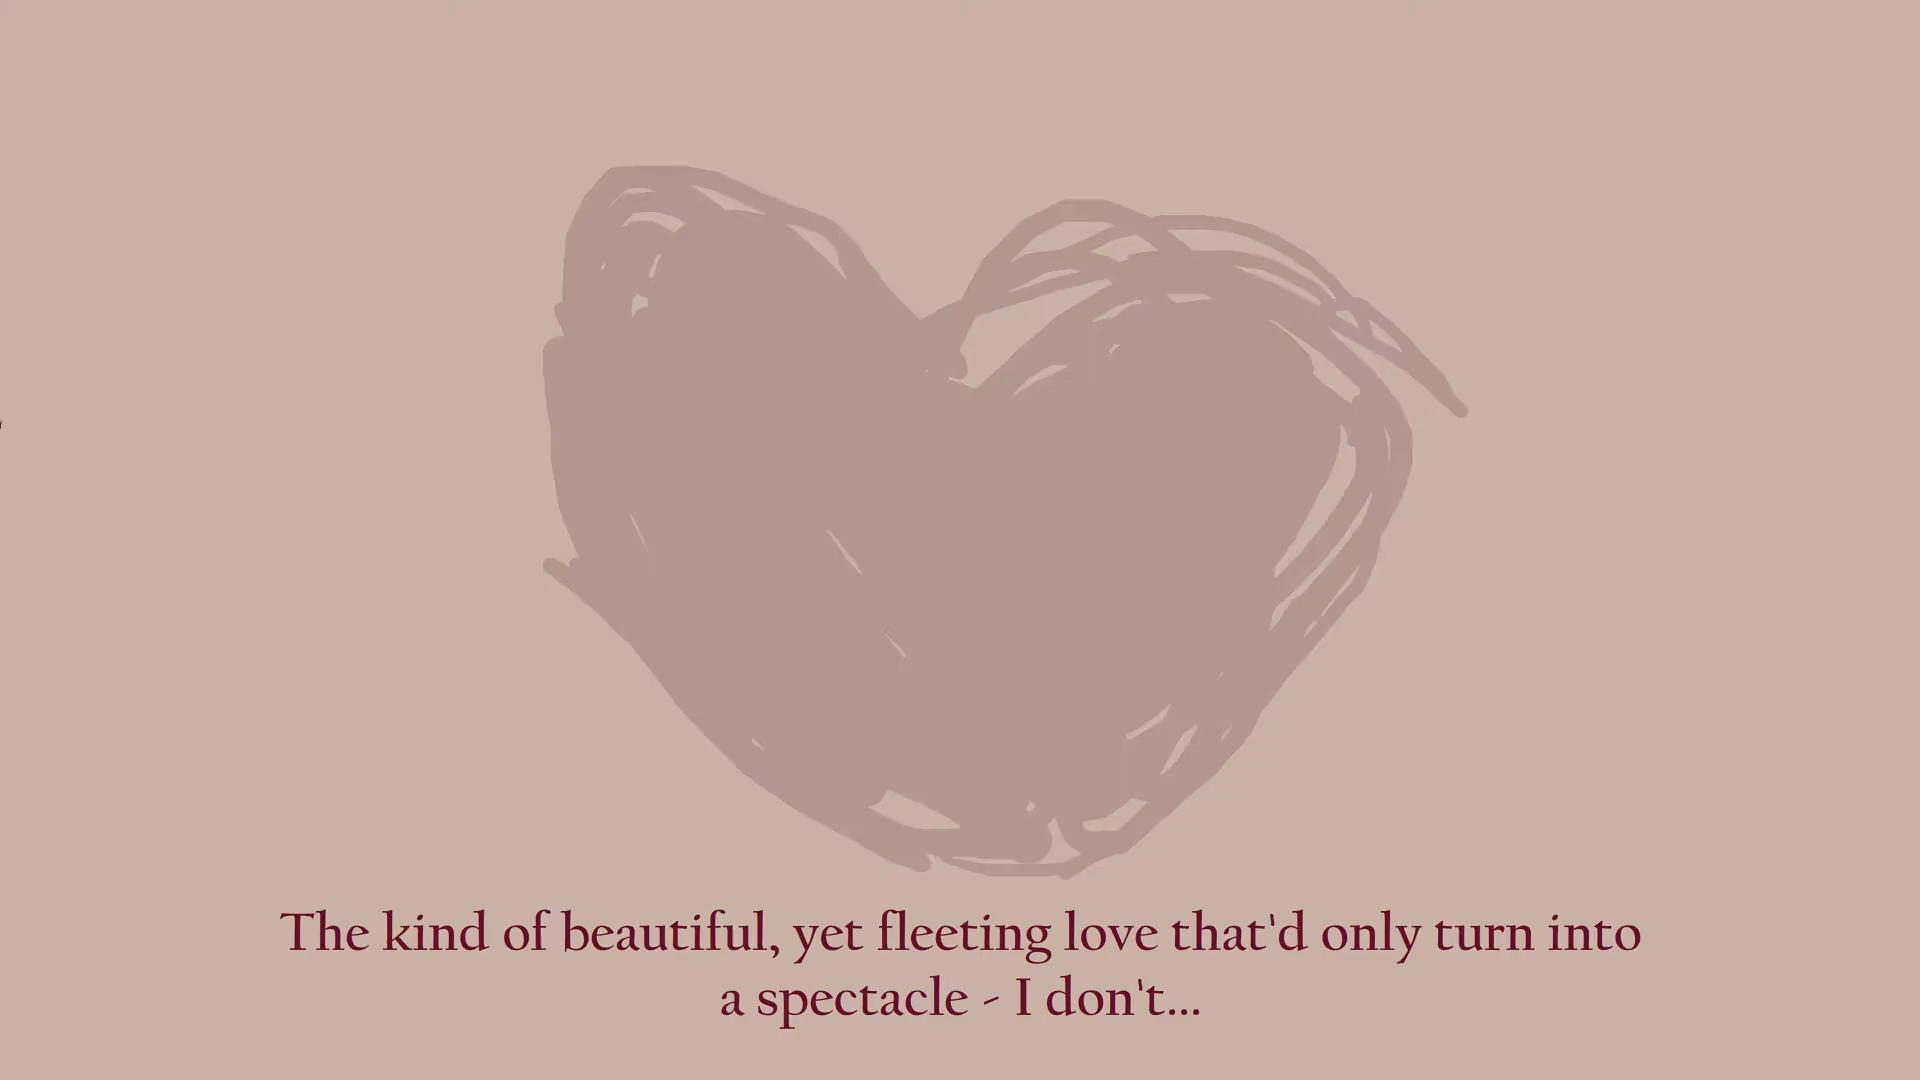 The kind of beautiful, yet fleeting love that'd only turn into
a spectacle - I don't...